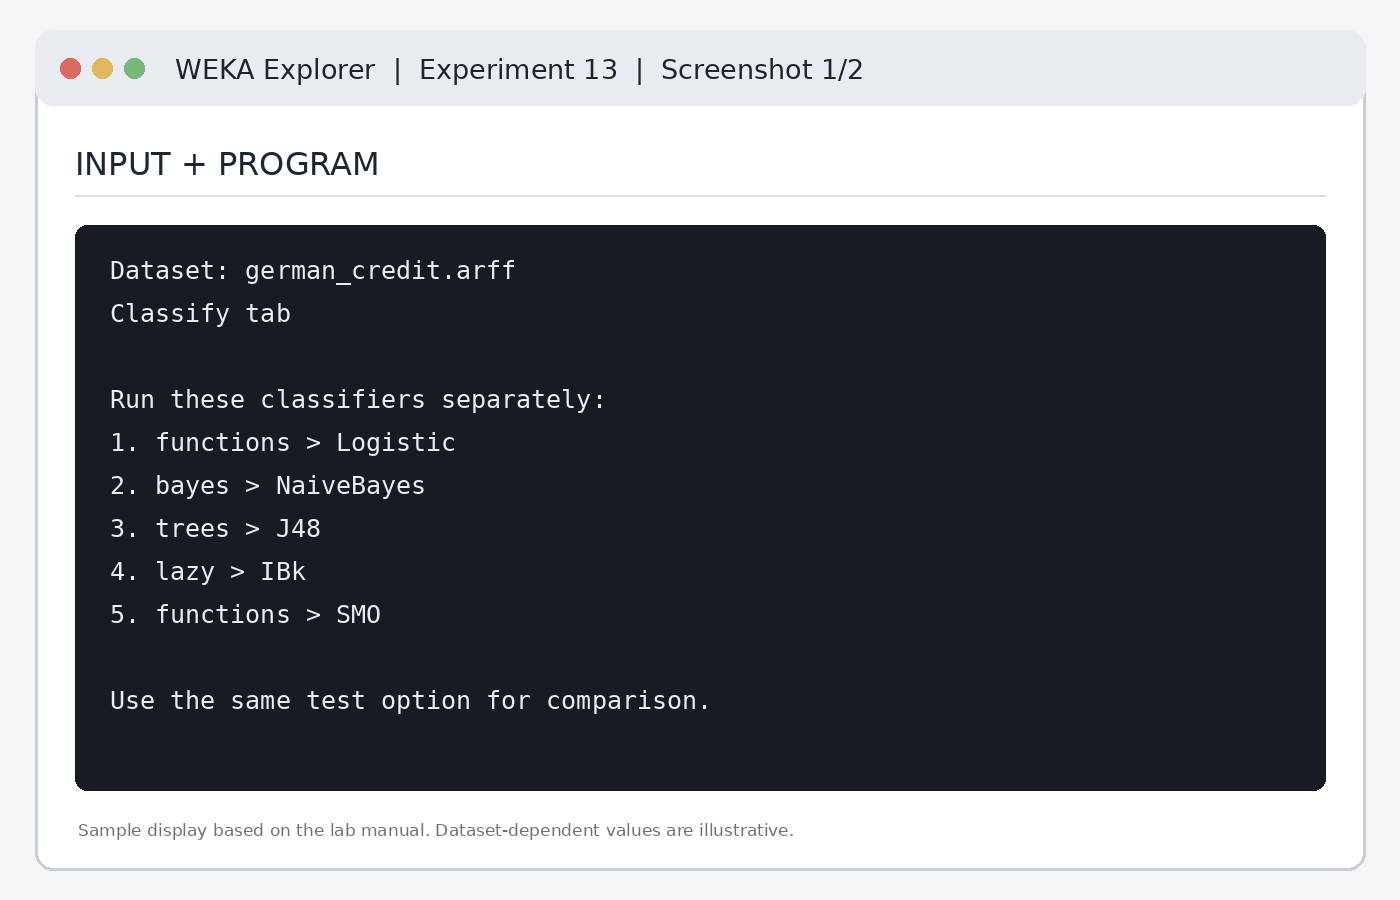 WEKA Explorer | Experiment 13 | Screenshot 1/2
INPUT + PROGRAM
Dataset: german_credit.arff
Classify tab
Run these classifiers separately:
1. functions > Logistic
2. bayes > NaiveBayes
3. trees > J48
4. lazy > IBk
5. functions > SMO
Use the same test option for comparison.
Sample display based on the lab manual. Dataset-dependent values are illustrative.